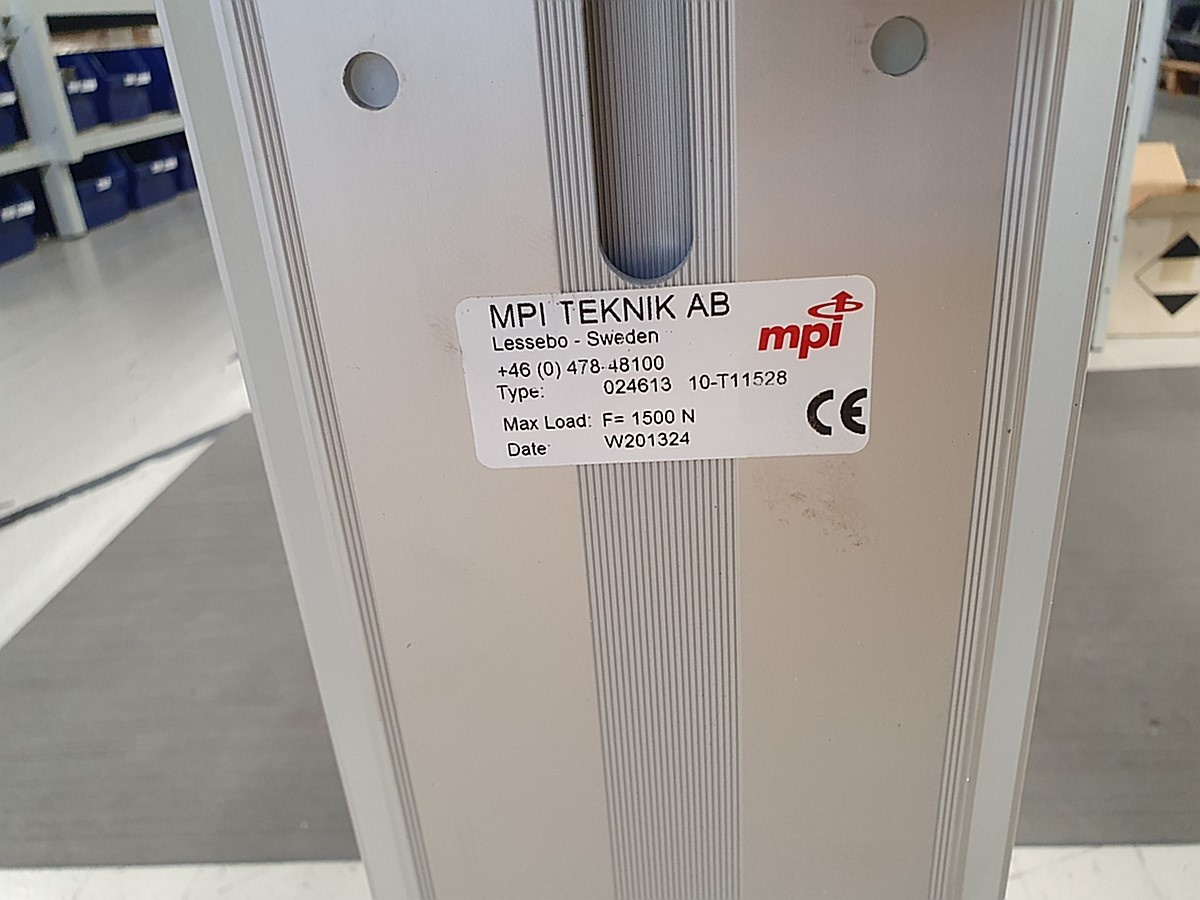 MPI TEKNIK AB
Lessebo - Sweden
mpi
+46 (0) 478-48100
Type: 024613 10-T11528
CE
Max Load: F= 1500 N
Date: W201324